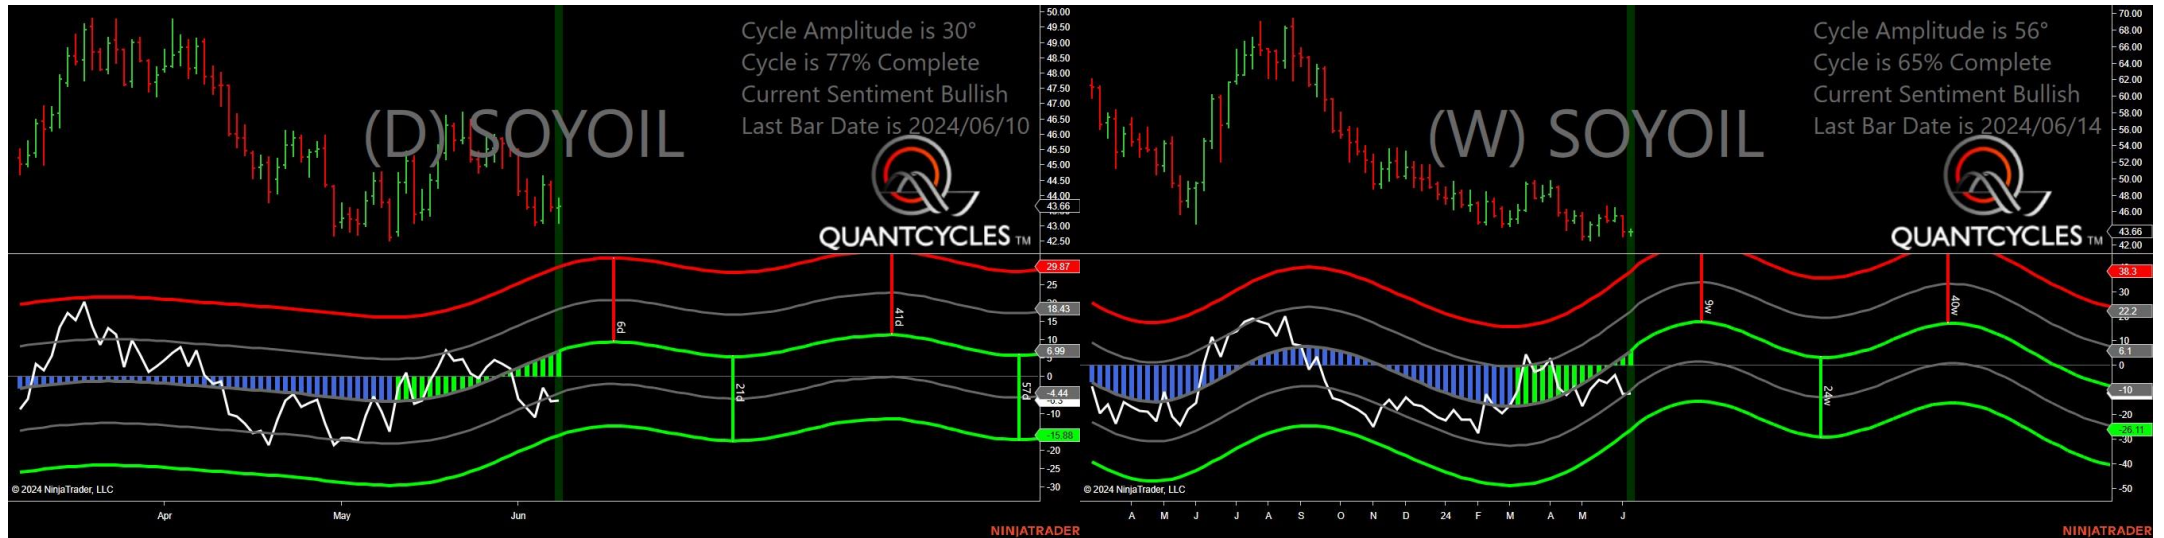 Cycle Amplitude is 30°
Cycle is 77% Complete
Current Sentiment Bullish
Last Bar Date is 2024/06/10
(D) SOYOIL
QUANTCYCLES TM
50.00
49.50
49.00
48.50
48.00
47.50
47.00
46.50
46.00
45.50
45.00
44.50
44.00
43.66
43.00
42.50
29.87
25
20
18.43
15
10
6.99
0
-4.44
-10
-15.88
-20
-25
-30
6d
21d
41d
57d
© 2024 NinjaTrader, LLC
Apr May Jun
NINJATRADER
Cycle Amplitude is 56°
Cycle is 65% Complete
Current Sentiment Bullish
Last Bar Date is 2024/06/14
(W) SOYOIL
QUANTCYCLES TM
70.00
68.00
66.00
64.00
62.00
60.00
58.00
56.00
54.00
52.00
50.00
48.00
46.00
43.66
42.00
38.3
30
22.2
10
6.1
0
-10
-20
-26.11
-30
-40
-50
9w
24w
40w
© 2024 NinjaTrader, LLC
A M J J A S O N D 24 F M A M J
NINJATRADER